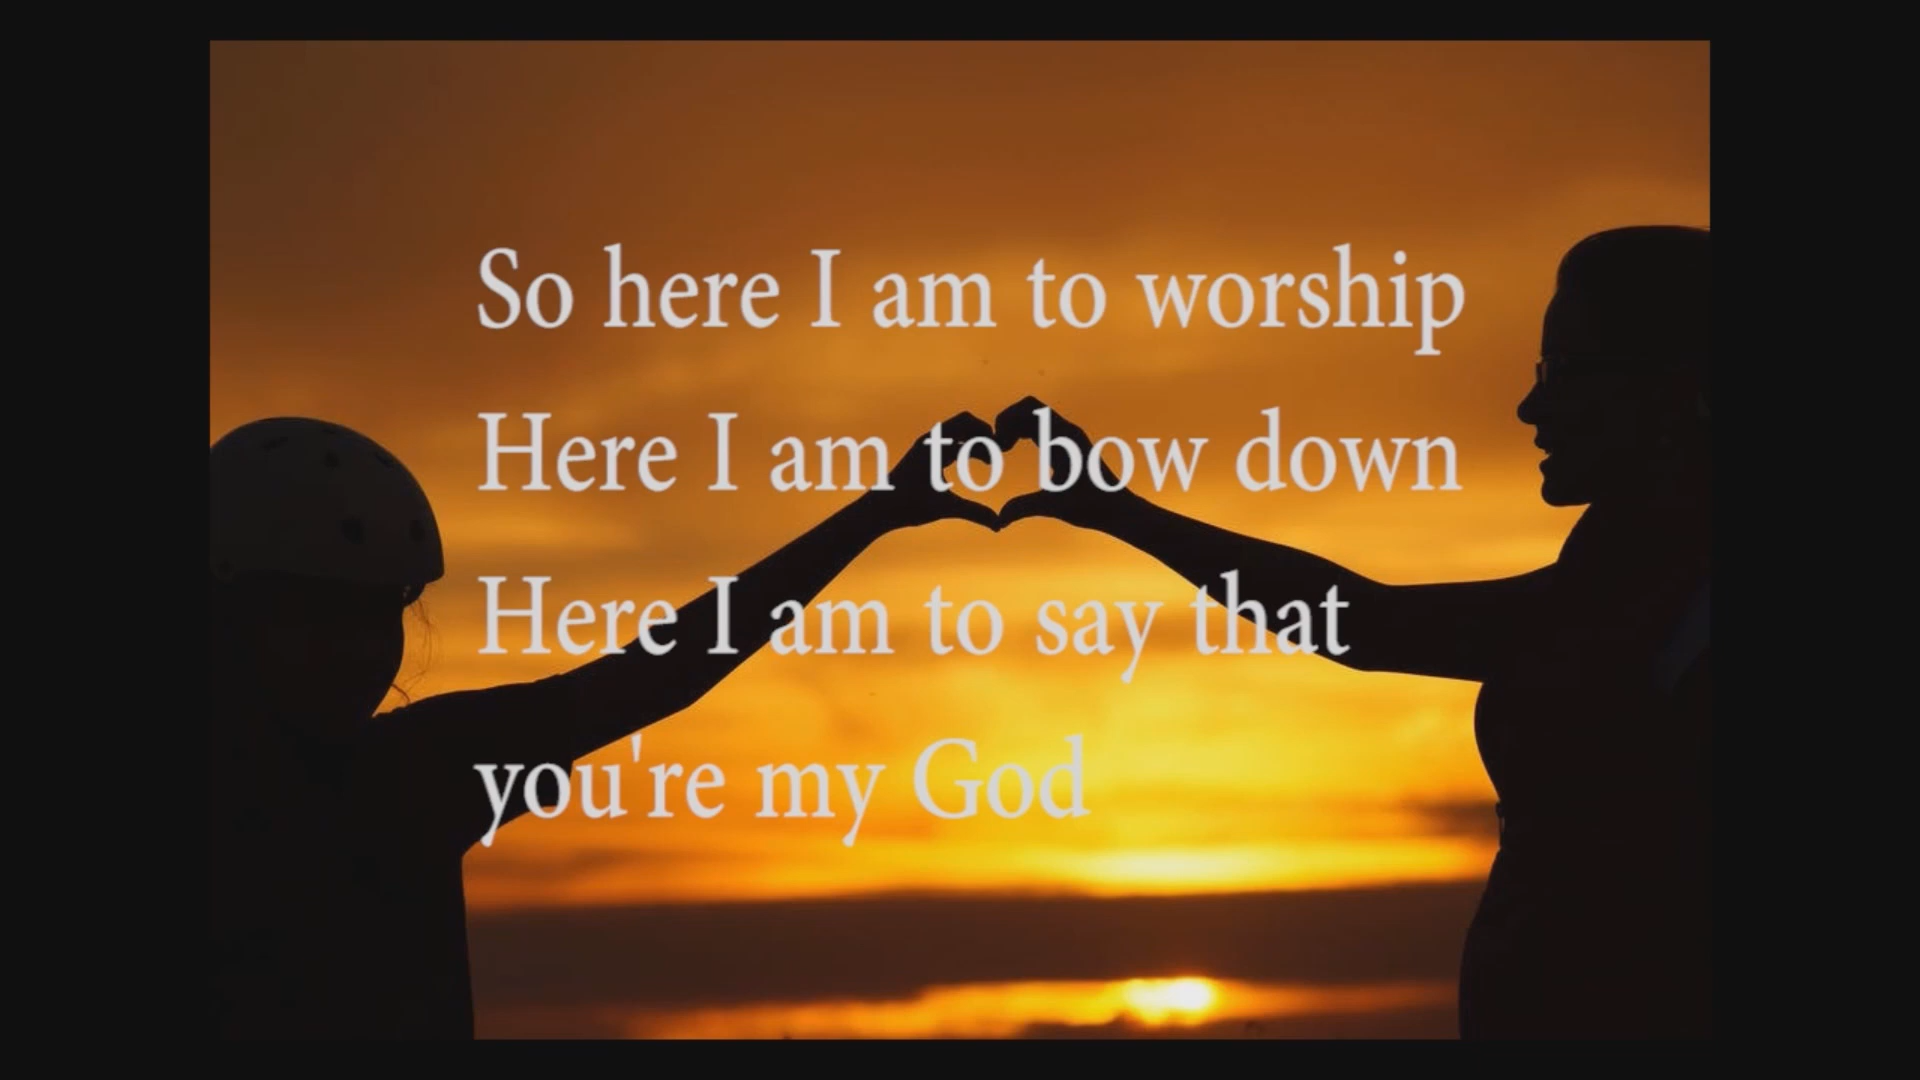 So here I am to worship
Here I am to bow down
Here I am to say that
you're my God